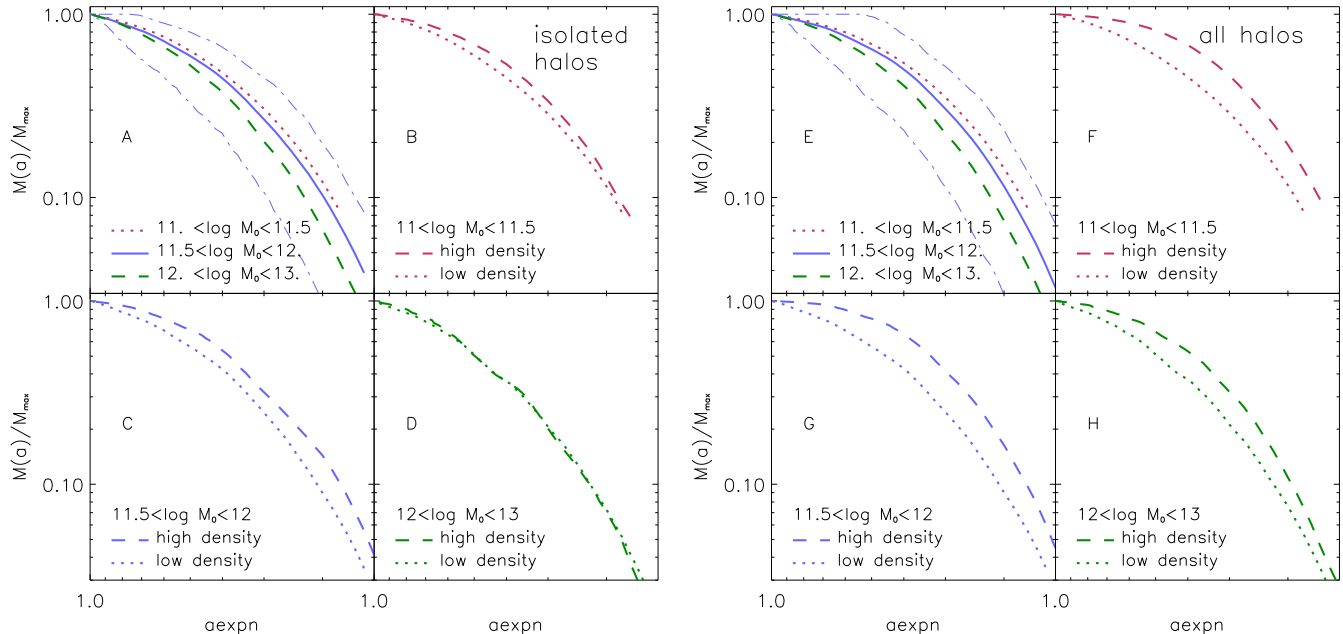 1.00
0.10
M(a)/Mmax
A
11. <log M₀<11.5
11.5<log M₀<12.
12. <log M₀<13.
isolated
halos
B
11<log M₀<11.5
high density
low density
1.00
0.10
M(a)/Mmax
C
11.5<log M₀<12
high density
low density
1.0
aexpn
D
12<log M₀<13
high density
low density
1.0
aexpn
1.00
0.10
M(a)/Mmax
E
11. <log M₀<11.5
11.5<log M₀<12.
12. <log M₀<13.
all halos
F
11<log M₀<11.5
high density
low density
1.00
0.10
M(a)/Mmax
G
11.5<log M₀<12
high density
low density
1.0
aexpn
H
12<log M₀<13
high density
low density
1.0
aexpn